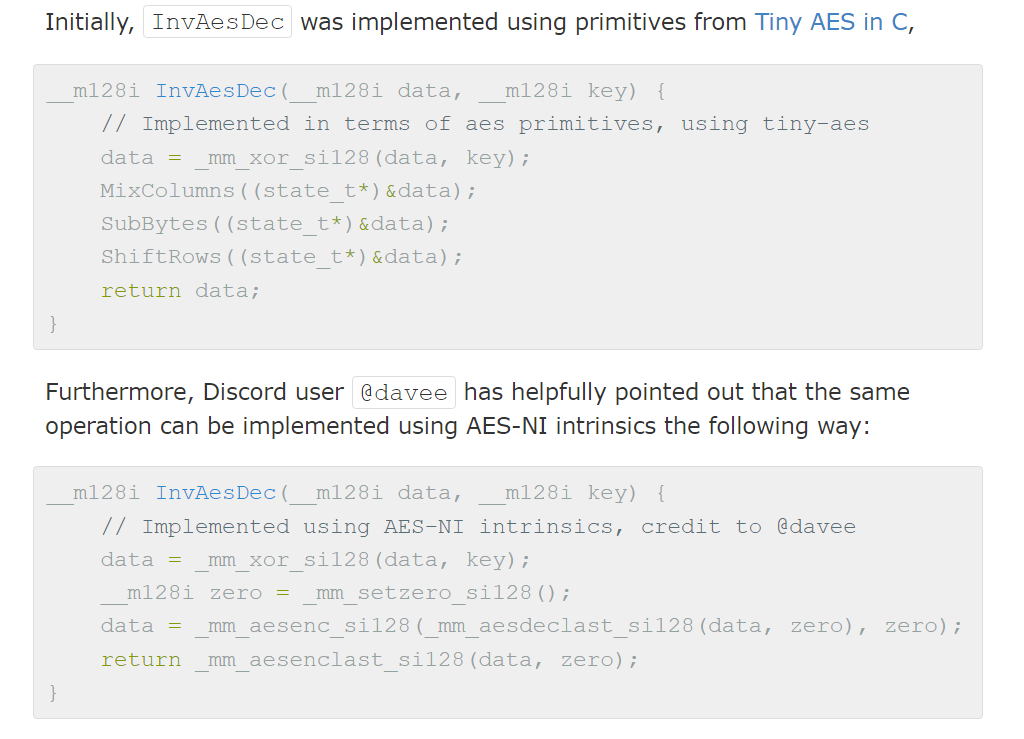 Initially, InvAesDec was implemented using primitives from Tiny AES in C,
__m128i InvAesDec(__m128i data, __m128i key) {
    // Implemented in terms of aes primitives, using tiny-aes
    data = _mm_xor_si128(data, key);
    MixColumns((state_t*)&data);
    SubBytes((state_t*)&data);
    ShiftRows((state_t*)&data);
    return data;
}
Furthermore, Discord user @davee has helpfully pointed out that the same
operation can be implemented using AES-NI intrinsics the following way:
__m128i InvAesDec(__m128i data, __m128i key) {
    // Implemented using AES-NI intrinsics, credit to @davee
    data = _mm_xor_si128(data, key);
    __m128i zero = _mm_setzero_si128();
    data = _mm_aesenc_si128(_mm_aesdeclast_si128(data, zero), zero);
    return _mm_aesenclast_si128(data, zero);
}